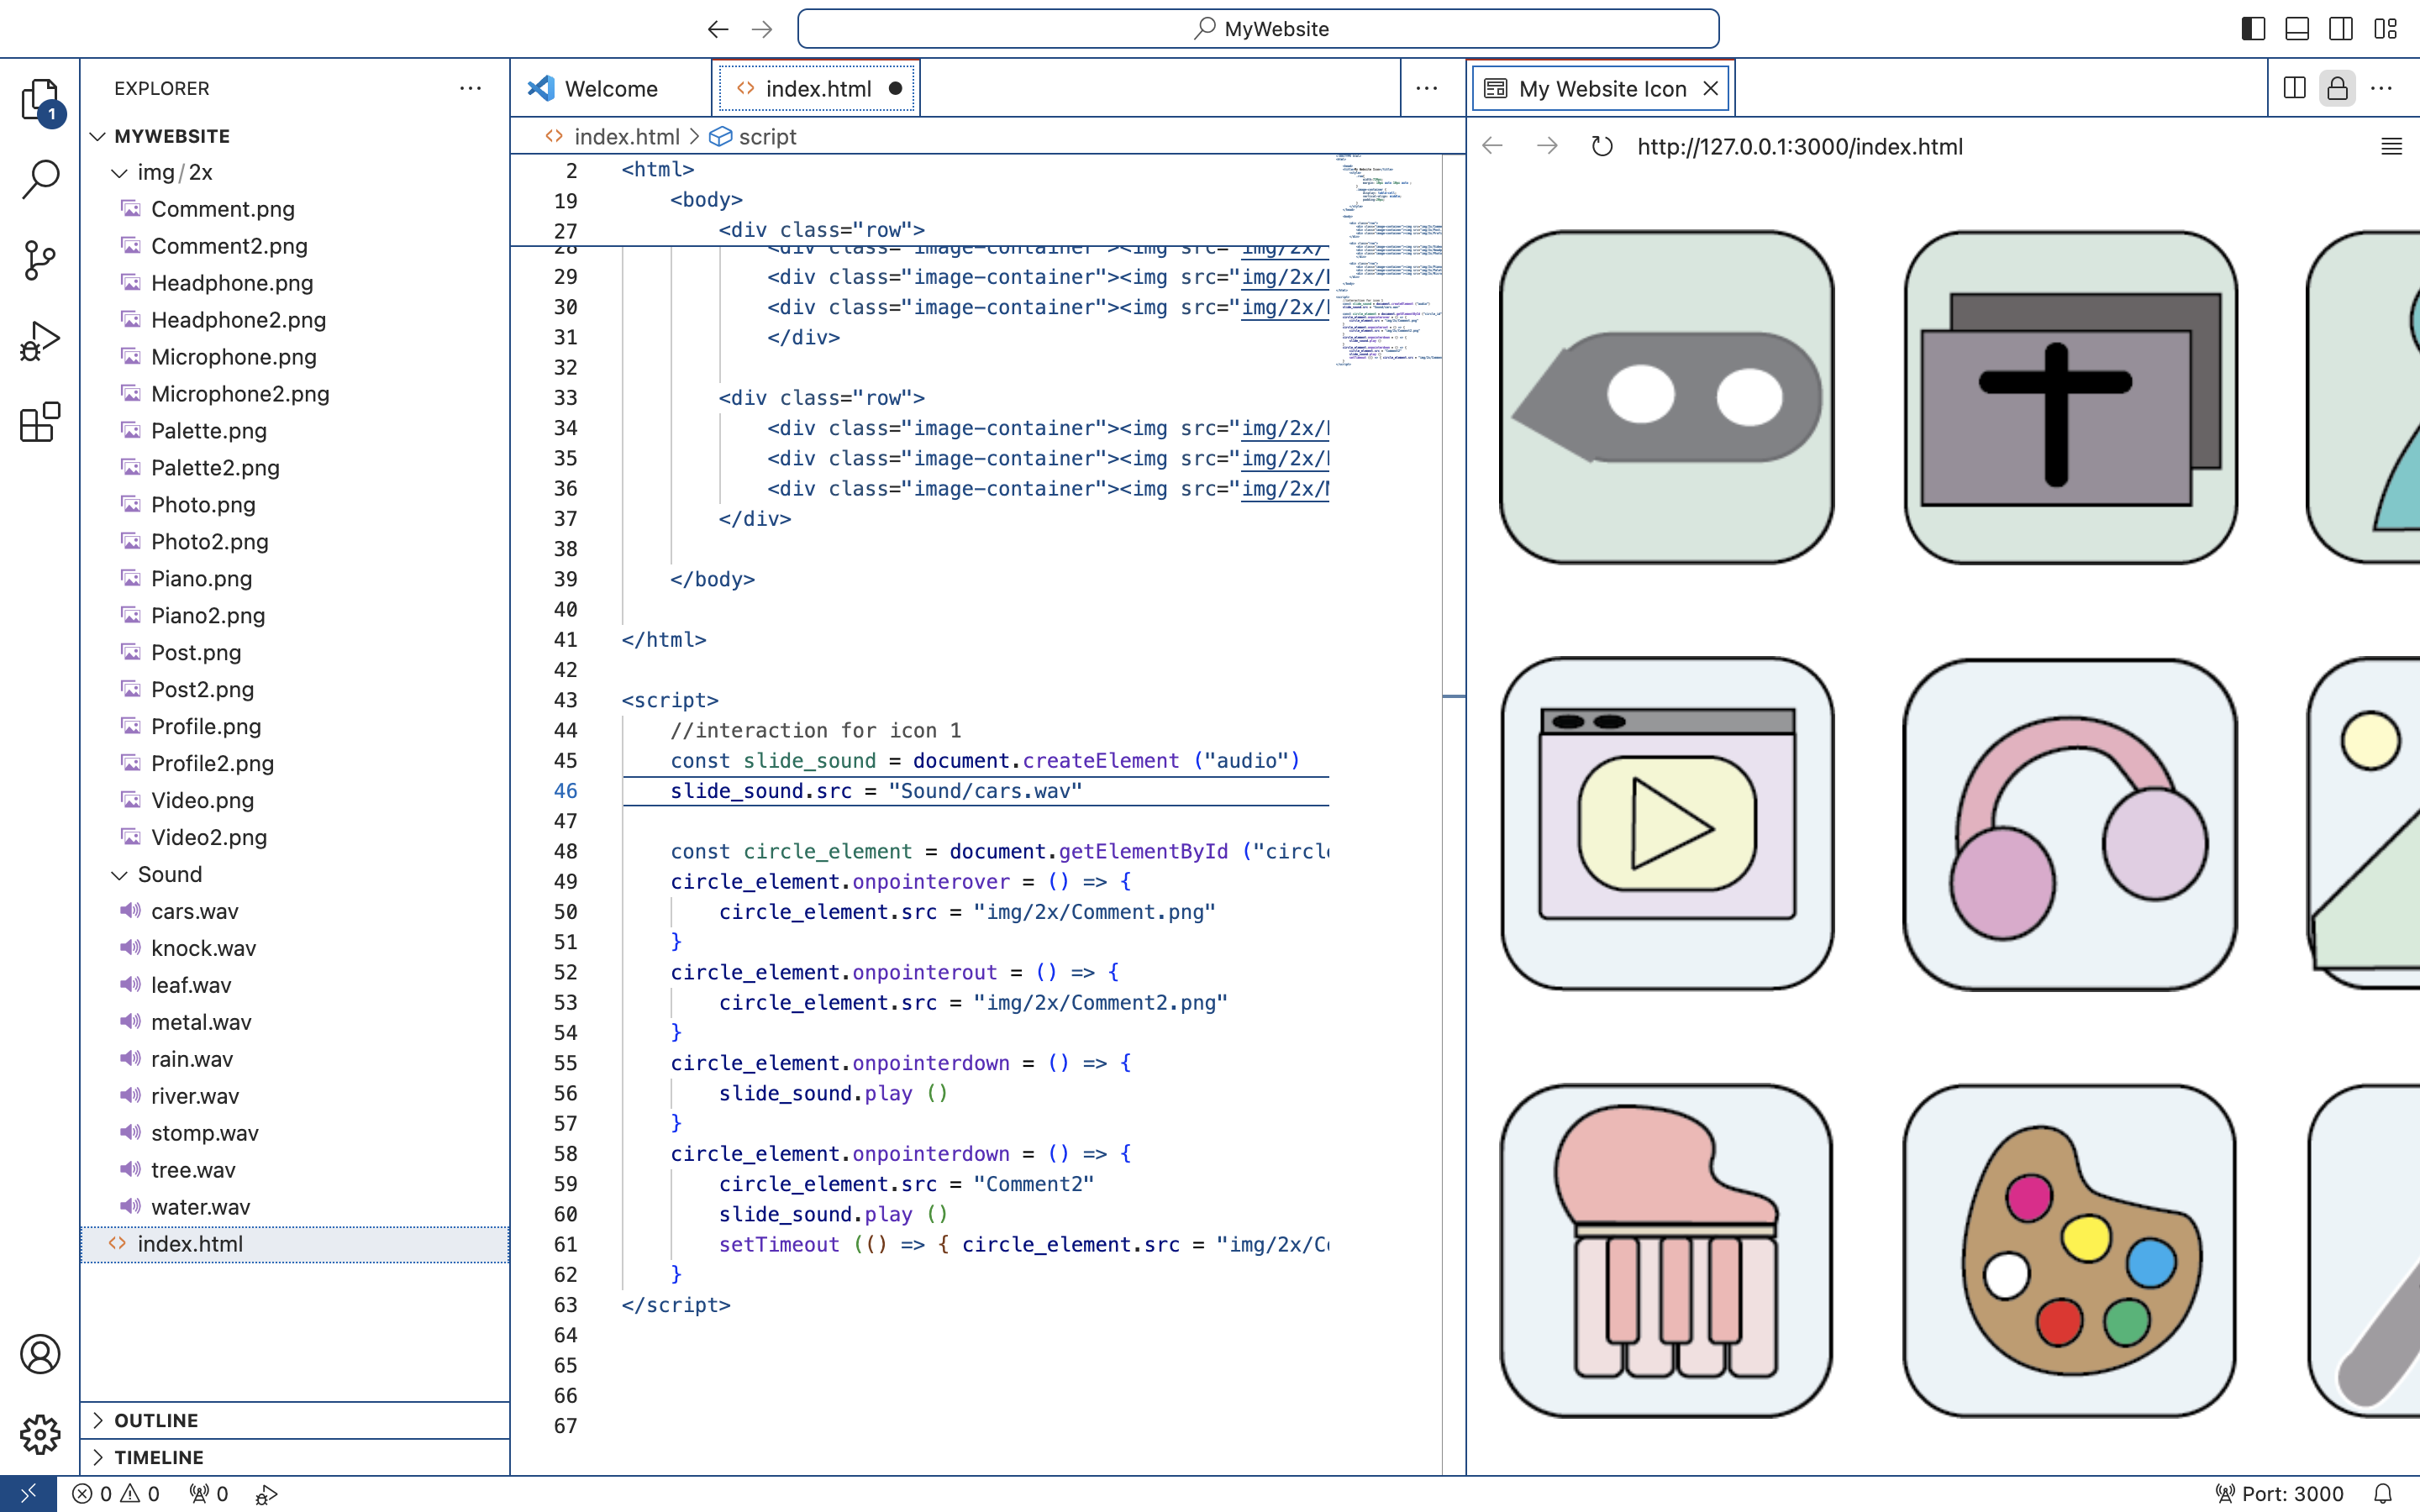 MyWebsite
EXPLORER
1
MYWEBSITE
img / 2x
Comment.png
Comment2.png
Headphone.png
Headphone2.png
Microphone.png
Microphone2.png
Palette.png
Palette2.png
Photo.png
Photo2.png
Piano.png
Piano2.png
Post.png
Post2.png
Profile.png
Profile2.png
Video.png
Video2.png
Sound
cars.wav
knock.wav
leaf.wav
metal.wav
rain.wav
river.wav
stomp.wav
tree.wav
water.wav
index.html
OUTLINE
TIMELINE
Welcome
index.html
index.html > script
2 <html>
19 <body>
27 <div class="row">
28 <div class="image-container"><img src="img/2x/
29 <div class="image-container"><img src="img/2x/
30 <div class="image-container"><img src="img/2x/
31 </div>
32
33 <div class="row">
34 <div class="image-container"><img src="img/2x/
35 <div class="image-container"><img src="img/2x/
36 <div class="image-container"><img src="img/2x/
37 </div>
38
39 </body>
40
41 </html>
42
43 <script>
44 //interaction for icon 1
45 const slide_sound = document.createElement ("audio")
46 slide_sound.src = "Sound/cars.wav"
47
48 const circle_element = document.getElementById ("circl
49 circle_element.onpointerover = () => {
50 circle_element.src = "img/2x/Comment.png"
51 }
52 circle_element.onpointerout = () => {
53 circle_element.src = "img/2x/Comment2.png"
54 }
55 circle_element.onpointerdown = () => {
56 slide_sound.play ()
57 }
58 circle_element.onpointerdown = () => {
59 circle_element.src = "Comment2"
60 slide_sound.play ()
61 setTimeout (() => { circle_element.src = "img/2x/C
62 }
63 </script>
64
65
66
67
My Website Icon
http://127.0.0.1:3000/index.html
0 0 0
Port: 3000